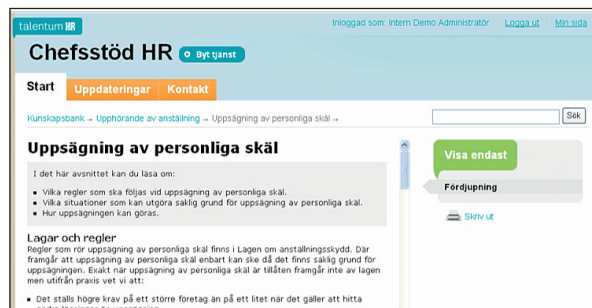 talentum HR
Inloggad som: Intern Demo Administratör Logga ut Min sida
Chefsstöd HR Byt tjänst
Start Uppdateringar Kontakt
Kunskapsbank → Upphörande av anställning → Uppsägning av personliga skäl →
Sök
Uppsägning av personliga skäl
I det här avsnittet kan du läsa om:
▪ Vilka regler som ska följas vid uppsägning av personliga skäl.
▪ Vilka situationer som kan utgöra saklig grund för uppsägning av personliga skäl.
▪ Hur uppsägningen kan göras.
Lagar och regler
Regler som rör uppsägning av personliga skäl finns i Lagen om anställningsskydd. Där
framgår att uppsägning av personliga skäl enbart kan ske då det finns saklig grund för
uppsägningen. Exakt när uppsägning av personliga skäl är tillåten framgår inte av lagen
men utifrån praxis vet vi att:
▪ Det ställs högre krav på ett större företag än på ett litet när det gäller att hitta
Visa endast
Fördjupning
Skriv ut